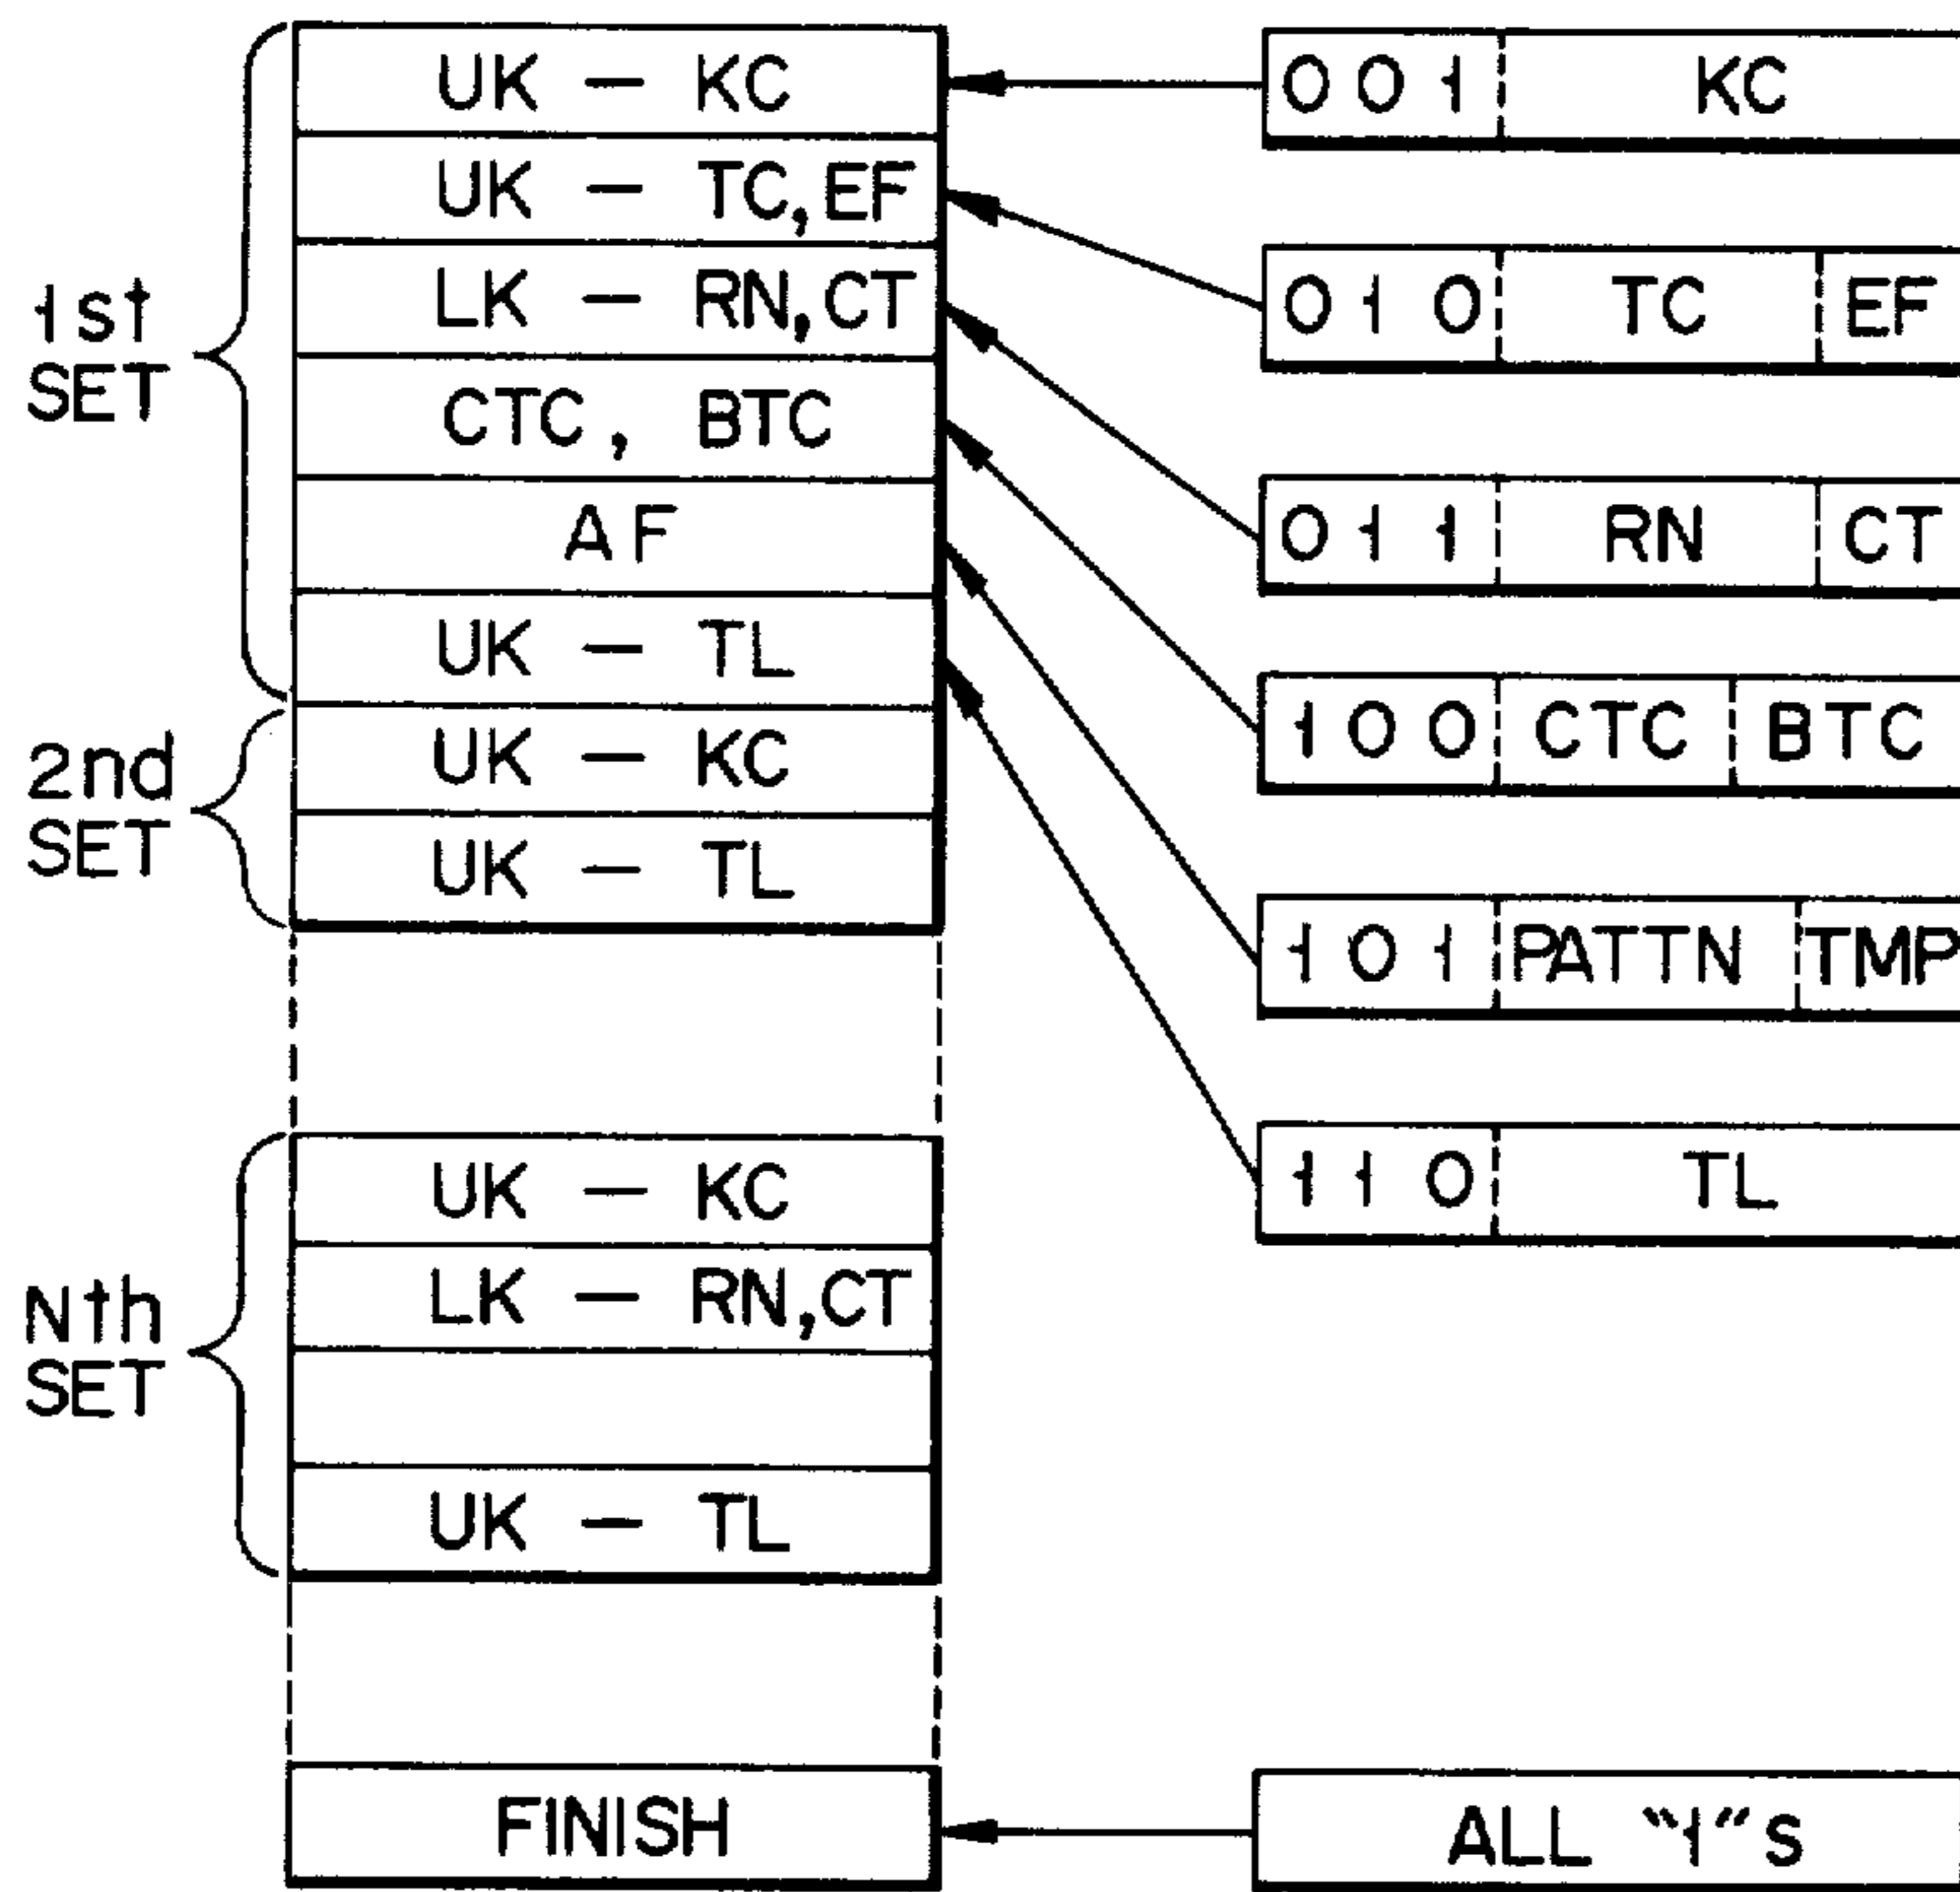 UK — KC
UK — TC,EF
LK — RN,CT
CTC, BTC
AF
UK — TL
1st
SET
UK — KC
UK — TL
2nd
SET
UK — KC
LK — RN,CT
UK — TL
Nth
SET
FINISH
0 0 1 KC
0 1 0 TC EF
0 1 1 RN CT
1 0 0 CTC BTC
1 0 1 PATTN TMP
1 1 0 TL
ALL "1"S